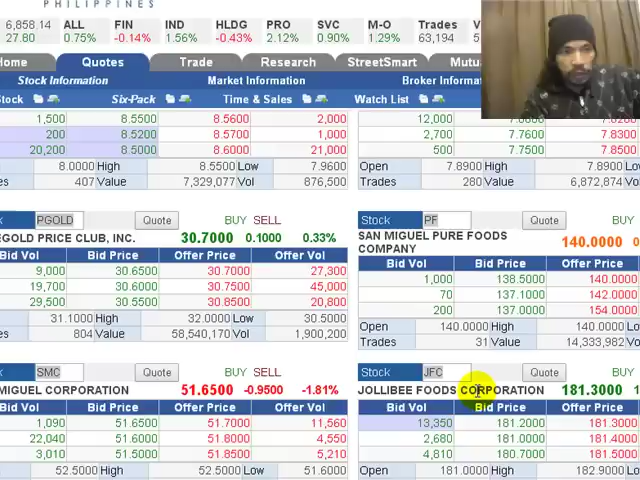 PHILIPPINES
6,858.14 ALL FIN IND HLDG PRO SVC M-O Trades
27.80 0.75% -0.14% 1.56% -0.43% 2.12% 0.90% 1.29% 63,194
Home Quotes Trade Research StreetSmart
Stock Information Market Information
Stock Six-Pack Time & Sales Watch List
1,500 8.5500 8.5600 2,000 12,000
200 8.5200 8.5700 1,000 2,700 7.7600 7.8300
20,200 8.5000 8.6000 21,000 500 7.7500 7.8500
8.0000 High 8.5500 Low 7.9600 Open 7.8900 High 7.8900 Low
407 Value 7,329,077 Vol 876,500 Trades 280 Value 6,872,874
PGOLD Quote BUY SELL Stock PF Quote BUY
EGOLD PRICE CLUB, INC. 30.7000 0.1000 0.33% SAN MIGUEL PURE FOODS COMPANY 140.0000
Bid Vol Bid Price Offer Price Offer Vol Bid Vol Bid Price Offer Price
9,000 30.6500 30.7000 27,300 1,000 138.5000 140.0000
19,700 30.6000 30.7500 45,000 70 137.1000 142.0000
29,500 30.5500 30.8500 20,800 200 137.0000 154.0000
31.1000 High 32.0000 Low 30.5000 Open 140.0000 High 140.0000 Low
804 Value 58,540,170 Vol 1,900,200 Trades 31 Value 14,333,982
SMC Quote BUY SELL Stock JFC Quote BUY
MIGUEL CORPORATION 51.6500 -0.9500 -1.81% JOLLIBEE FOODS CORPORATION 181.3000
Bid Vol Bid Price Offer Price Offer Vol Bid Vol Bid Price Offer Price
1,090 51.6500 51.7000 11,560 13,350 181.2000 181.3000
22,040 51.6000 51.8000 4,550 2,680 181.0000 181.4000
3,010 51.5000 51.8500 5,210 4,810 180.7000 181.5000
52.5000 High 52.5000 Low 51.6000 Open 181.0000 High 182.9000 Low